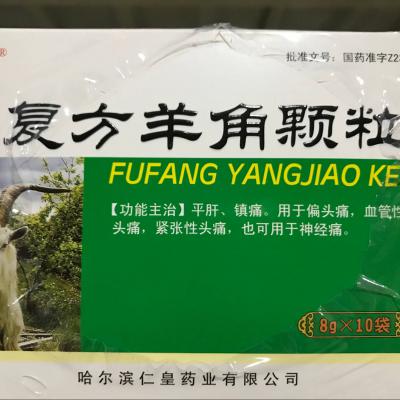 ®
批准文号：国药准字Z23
复方羊角颗粒
FUFANG YANGJIAO KE
【功能主治】平肝、镇痛。用于偏头痛，血管性
头痛，紧张性头痛，也可用于神经痛。
8g×10袋
哈尔滨仁皇药业有限公司